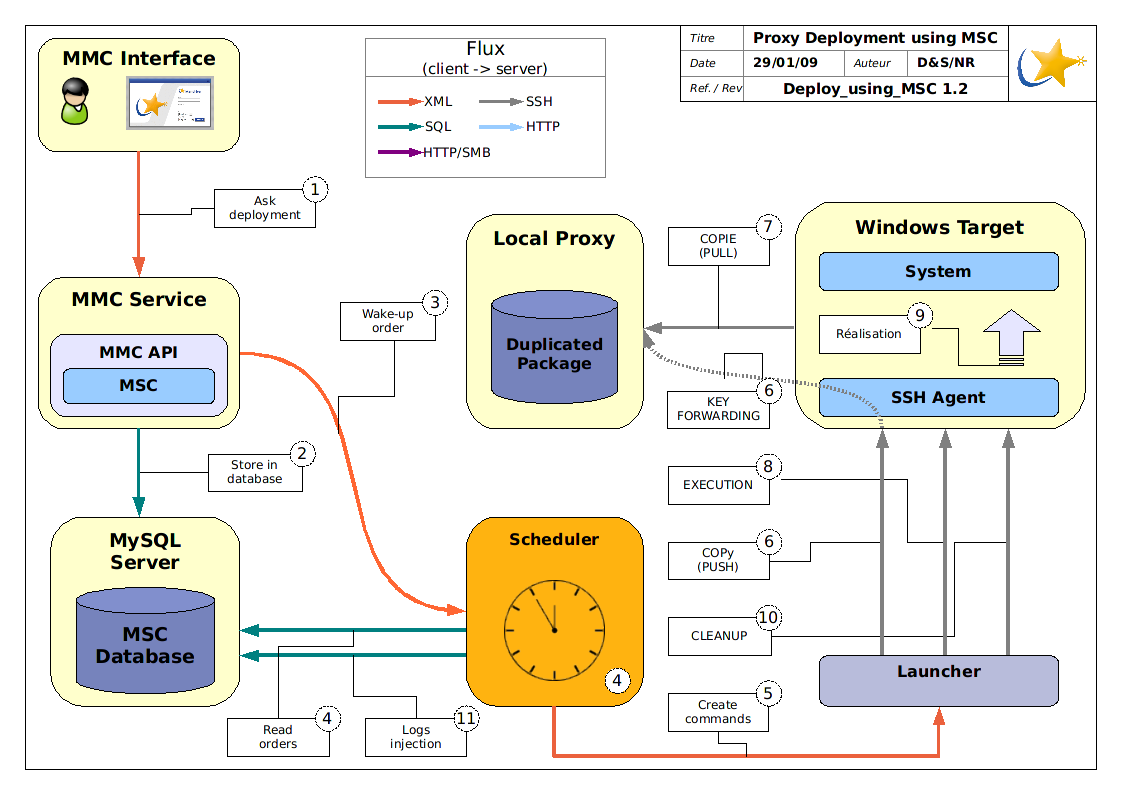 MMC Interface
Flux
(client -> server)
XML
SSH
SQL
HTTP
HTTP/SMB
Titre
Proxy Deployment using MSC
Date
29/01/09
Auteur
D&S/NR
Ref. / Rev
Deploy_using_MSC 1.2
1
Ask
deployment
MMC Service
MMC API
MSC
3
Wake-up
order
Local Proxy
Duplicated
Package
7
COPIE
(PULL)
Windows Target
System
9
Réalisation
SSH Agent
6
KEY
FORWARDING
2
Store in
database
8
EXECUTION
MySQL
Server
MSC
Database
Scheduler
4
6
COPy
(PUSH)
10
CLEANUP
Launcher
4
Read
orders
11
Logs
injection
5
Create
commands